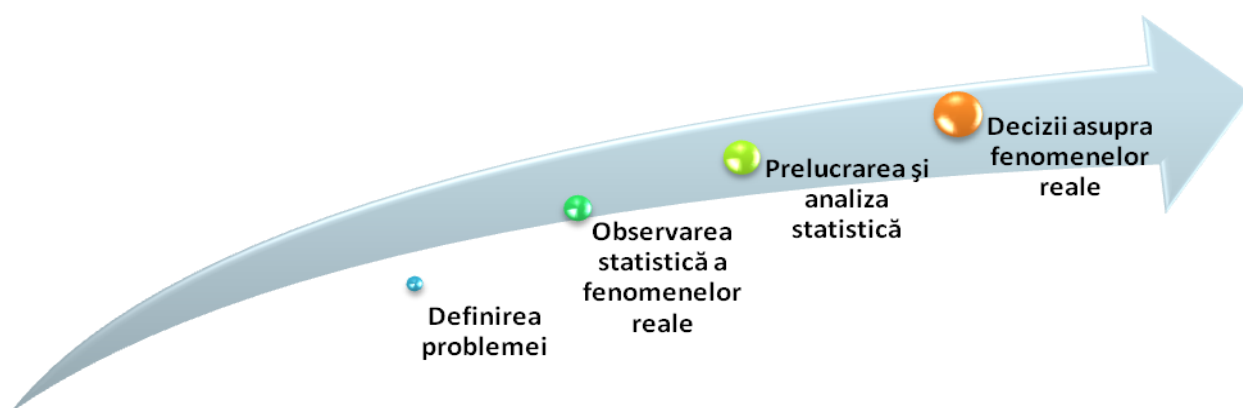 Definirea
problemei
Observarea
statistică a
fenomenelor
reale
Prelucrarea şi
analiza
statistică
Decizii asupra
fenomenelor
reale